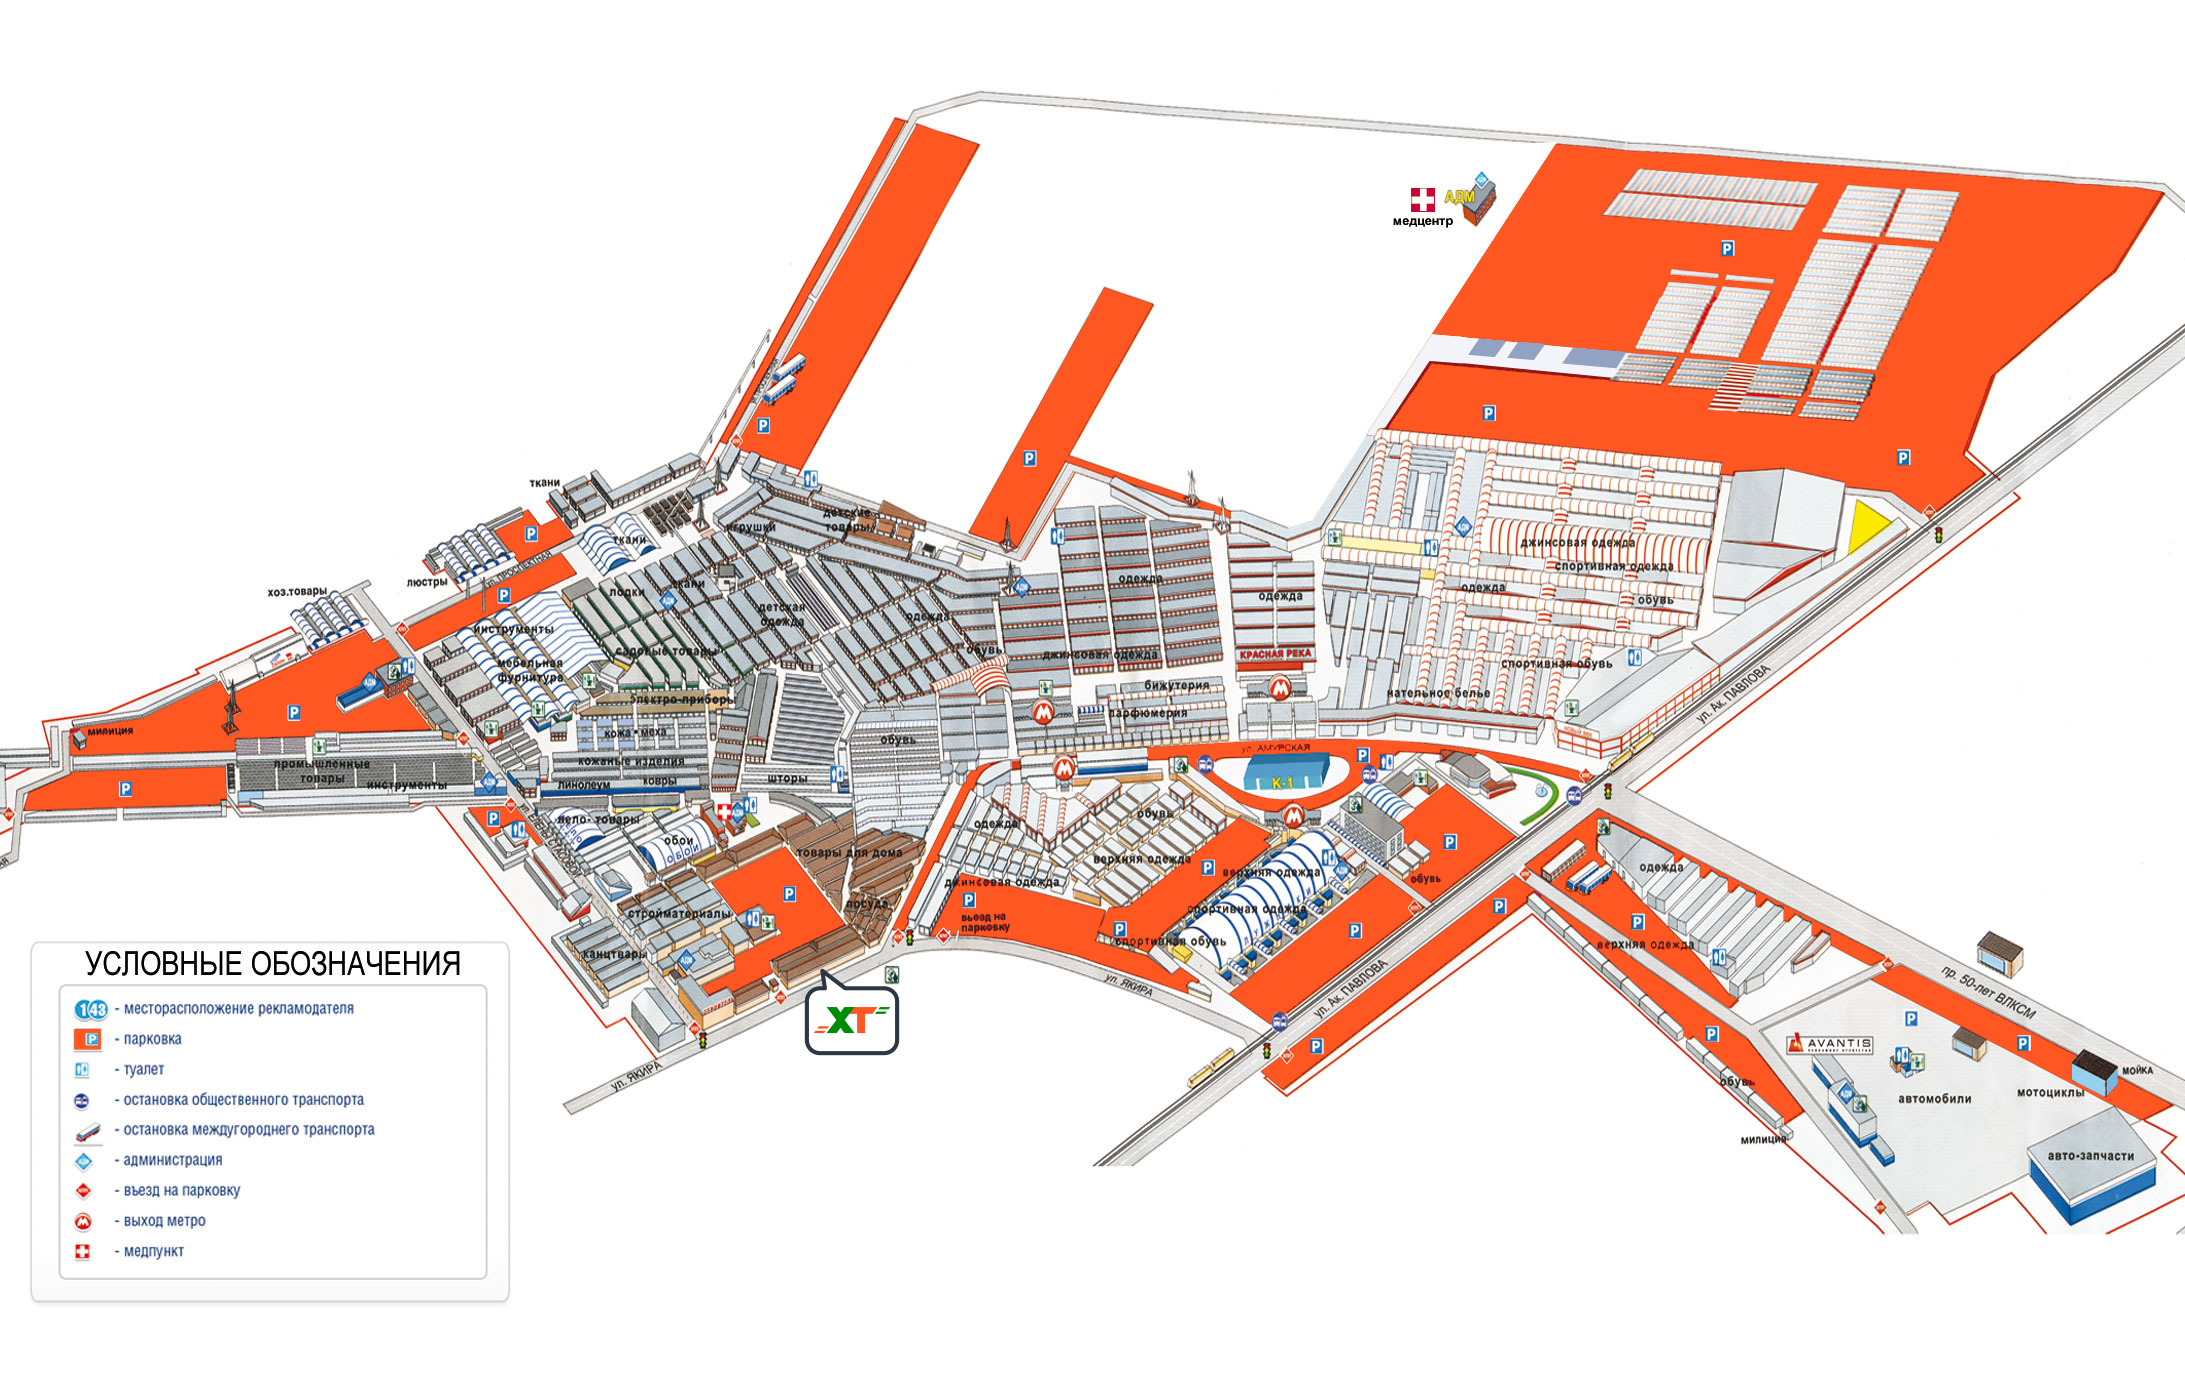 АДМ
медцентр
P
P
P
P
P
P
ткани
игрушки
детские
товары
P
ткани
ул. ПРОСПЕКТНАЯ
люстры
хоз.товары
P
лодки
ткани
детская
одежда
одежда
обувь
одежда
джинсовая одежда
одежда
КРАСНАЯ РЕКА
джинсовая одежда
спортивная одежда
одежда
обувь
спортивная обувь
нательное белье
инструменты
мебельная
фурнитура
садовые товары
электро-приборы
кожа • меха
кожаные изделия
линолеум
ковры
шторы
обувь
бижутерия
парфюмерия
ул. АМУРСКАЯ
ул. Ак. ПАВЛОВА
P
милиция
промышленные
товары
инструменты
P
P
вело- товары
обои
ОБОИ
товары для дома
посуда
P
стройматериалы
канцтвары
одежда
обувь
верхняя одежда
джинсовая одежда
P
въезд на
парковку
P
P
К-1
P
P
верхняя одежда
спортивная одежда
спортивная обувь
обувь
P
P
ул. ЯКИРА
ул. ЯКИРА
ул. Ак. ПАВЛОВА
P
одежда
P
верхняя одежда
P
обувь
милиция
пр. 50-лет ВЛКСМ
AVANTIS
P
P
мойка
мотоциклы
автомобили
авто-запчасти
ХТ
УСЛОВНЫЕ ОБОЗНАЧЕНИЯ
143 - месторасположение рекламодателя
P - парковка
- туалет
- остановка общественного транспорта
- остановка междугороднего транспорта
АДМ - администрация
- въезд на парковку
М - выход метро
- медпункт